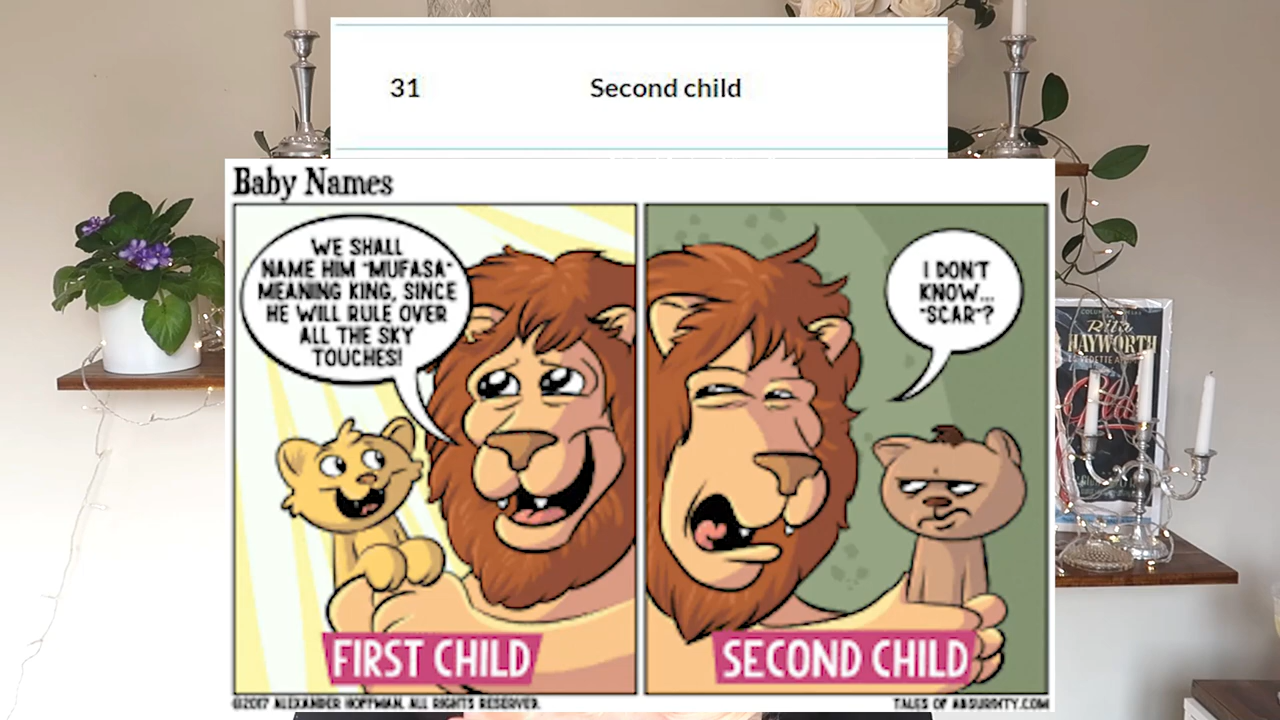 31 Second child
Baby Names
WE SHALL
NAME HIM "MUFASA"
MEANING KING, SINCE
HE WILL RULE OVER
ALL THE SKY
TOUCHES!
I DON'T
KNOW...
"SCAR"?
FIRST CHILD
SECOND CHILD
©2017 ALEXANDER HOFFMAN. ALL RIGHTS RESERVED.
TALES OF ABSURDITY.COM
Rita
HAYWORTH